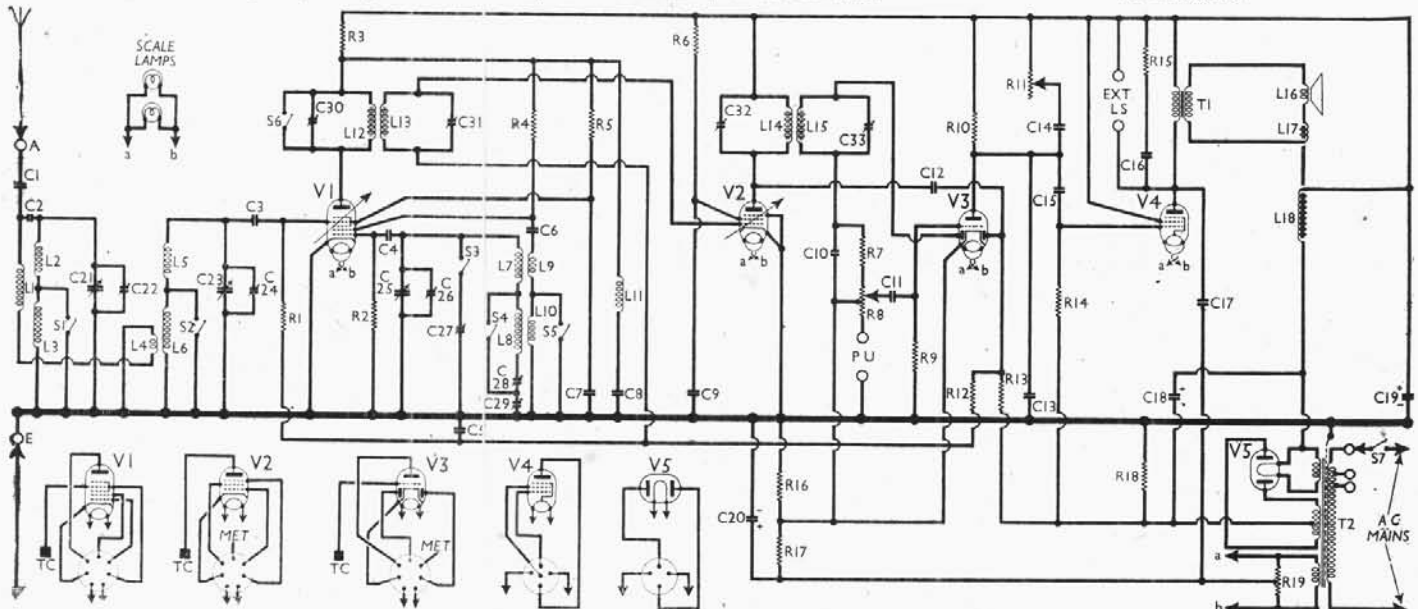 R3
R6
R15
SCALE
LAMPS
EXT
LS
T1
L16
L17
R11
S6
C30
L12
L13
C31
R4
R5
C32
L14
L15
C33
R10
C14
a b
A
C1
C2
V1
V2
C12
V3
C15
C16
V4
L18
C3
C4
S3
C6
a b
a b
a b
a b
L1
L2
L3
C21
C22
S1
L4
L5
L6
C23
S2
C
24
R1
R2
C
25
C
26
C27
L7
S4
L8
C
28
C29
L9
L10
S5
L11
C7
C8
C9
C10
R7
C11
R8
PU
R9
R12
R13
C13
R14
C17
C18 -
C19 +
-
E
C5
V1
V2
V3
V4
V5
MET
MET
TC
TC
TC
C20 -
+
R16
R17
R18
V5
S7
T2
A C
MAINS
a
R19
b